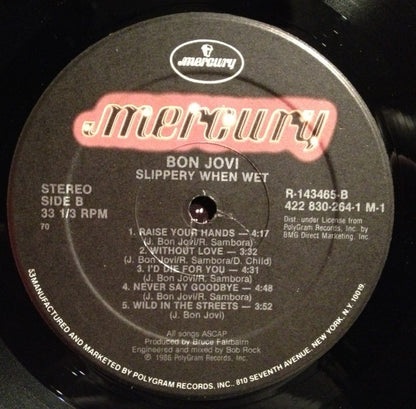 mercury
mercury
BON JOVI
SLIPPERY WHEN WET
STEREO
SIDE B
33 1/3 RPM
70
R-143465-B
422 830-264-1 M-1
Dist. under License from
PolyGram Records, Inc. by
BMG Direct Marketing, Inc.
1. RAISE YOUR HANDS — 4:17
(J. Bon Jovi/R. Sambora)
2. WITHOUT LOVE — 3:32
(J. Bon Jovi/R. Sambora/D. Child)
3. I'D DIE FOR YOU — 4:31
(J. Bon Jovi/R. Sambora)
4. NEVER SAY GOODBYE — 4:48
(J. Bon Jovi/R. Sambora)
5. WILD IN THE STREETS — 3:52
(J. Bon Jovi)
All songs ASCAP
Produced by Bruce Fairbairn
Engineered and mixed by Bob Rock
℗ 1986 PolyGram Records, Inc.
53 MANUFACTURED AND MARKETED BY POLYGRAM RECORDS, INC., 810 SEVENTH AVENUE, NEW YORK, N.Y. 10019